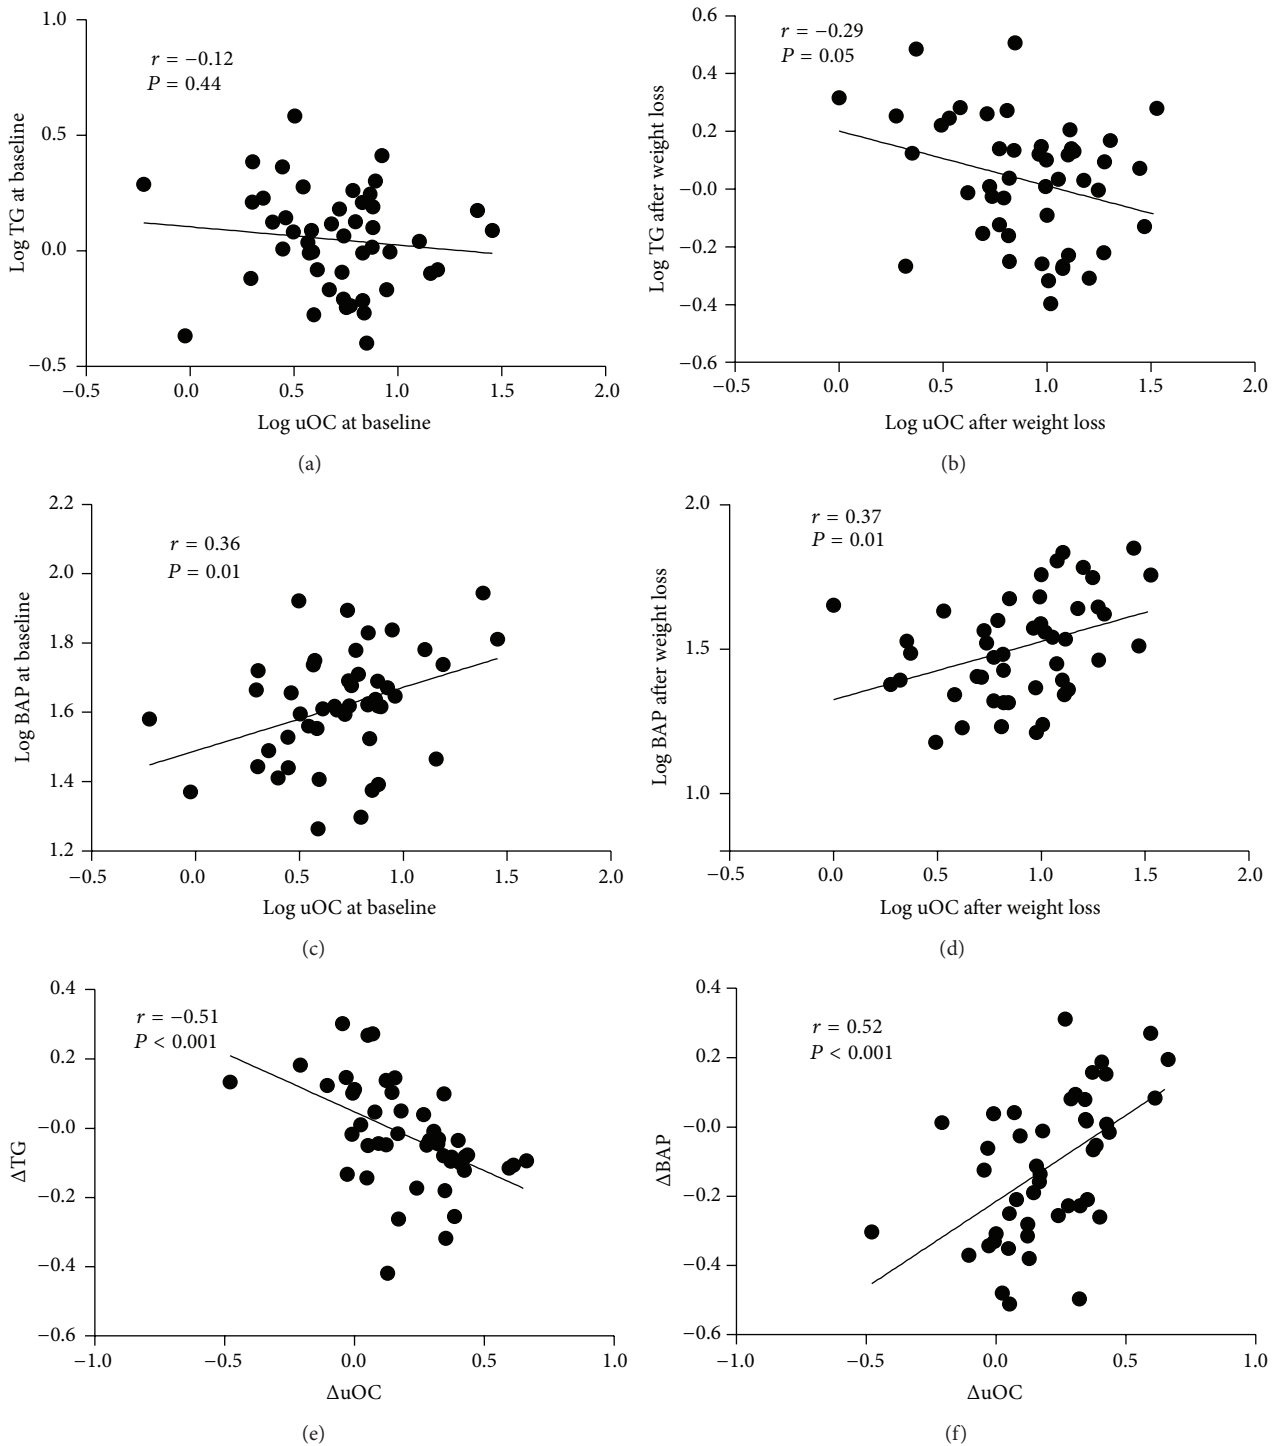 r = −0.12
P = 0.44
1.0
0.5
0.0
−0.5
−0.5
0.0
0.5
1.0
1.5
2.0
Log TG at baseline
Log uOC at baseline
(a)
r = −0.29
P = 0.05
0.6
0.4
0.2
−0.0
−0.2
−0.4
−0.6
−0.5
0.0
0.5
1.0
1.5
2.0
Log TG after weight loss
Log uOC after weight loss
(b)
r = 0.36
P = 0.01
2.2
2.0
1.8
1.6
1.4
1.2
−0.5
0.0
0.5
1.0
1.5
2.0
Log BAP at baseline
Log uOC at baseline
(c)
r = 0.37
P = 0.01
2.0
1.5
1.0
−0.5
0.0
0.5
1.0
1.5
2.0
Log BAP after weight loss
Log uOC after weight loss
(d)
r = −0.51
P < 0.001
0.4
0.2
−0.0
−0.2
−0.4
−0.6
−1.0
−0.5
0.0
0.5
1.0
ΔTG
ΔuOC
(e)
r = 0.52
P < 0.001
0.4
0.2
−0.0
−0.2
−0.4
−0.6
−1.0
−0.5
0.0
0.5
1.0
ΔBAP
ΔuOC
(f)